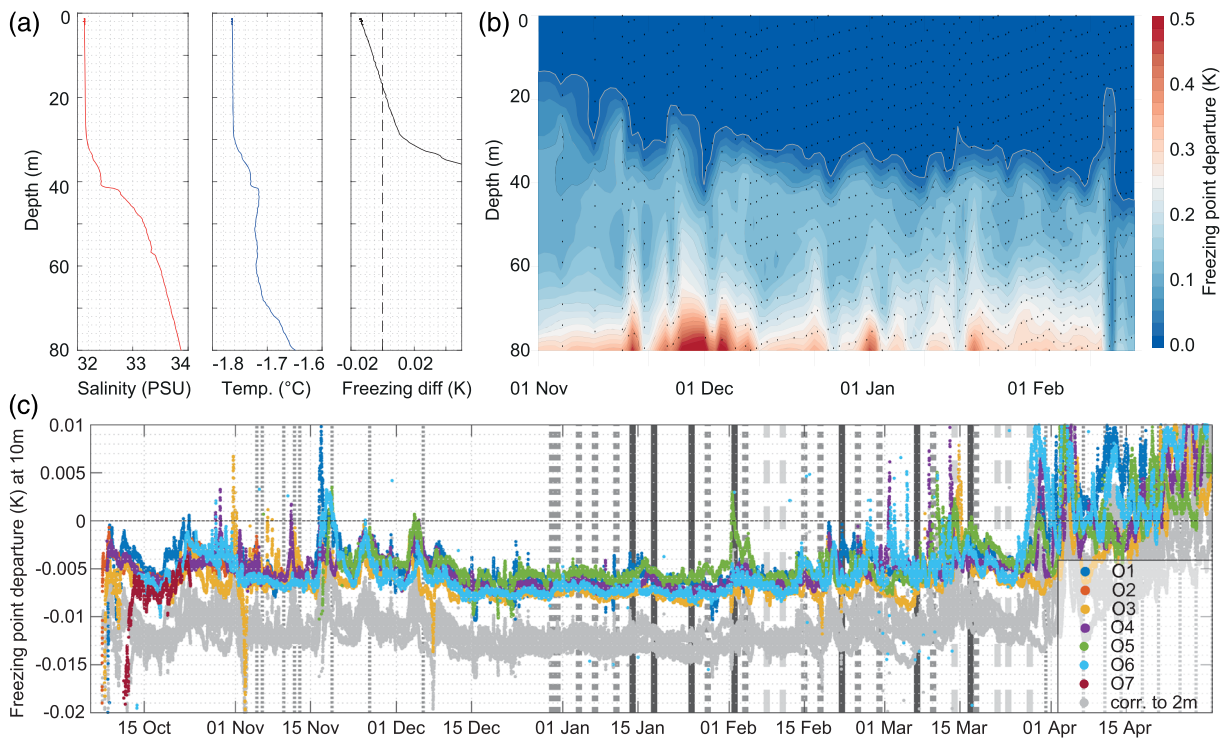 (a)
0
20
40
60
80
Depth (m)
32 33 34
Salinity (PSU)
-1.8 -1.7 -1.6
Temp. (°C)
-0.02 0.02
Freezing diff (K)
(b)
0
20
40
60
80
Depth (m)
01 Nov 01 Dec 01 Jan 01 Feb
0.5
0.4
0.3
0.2
0.1
0.0
Freezing point departure (K)
(c)
0.01
0.005
0
-0.005
-0.01
-0.015
-0.02
Freezing point departure (K) at 10m
15 Oct 01 Nov 15 Nov 01 Dec 15 Dec 01 Jan 15 Jan 01 Feb 15 Feb 01 Mar 15 Mar 01 Apr 15 Apr
O1
O2
O3
O4
O5
O6
O7
corr. to 2m